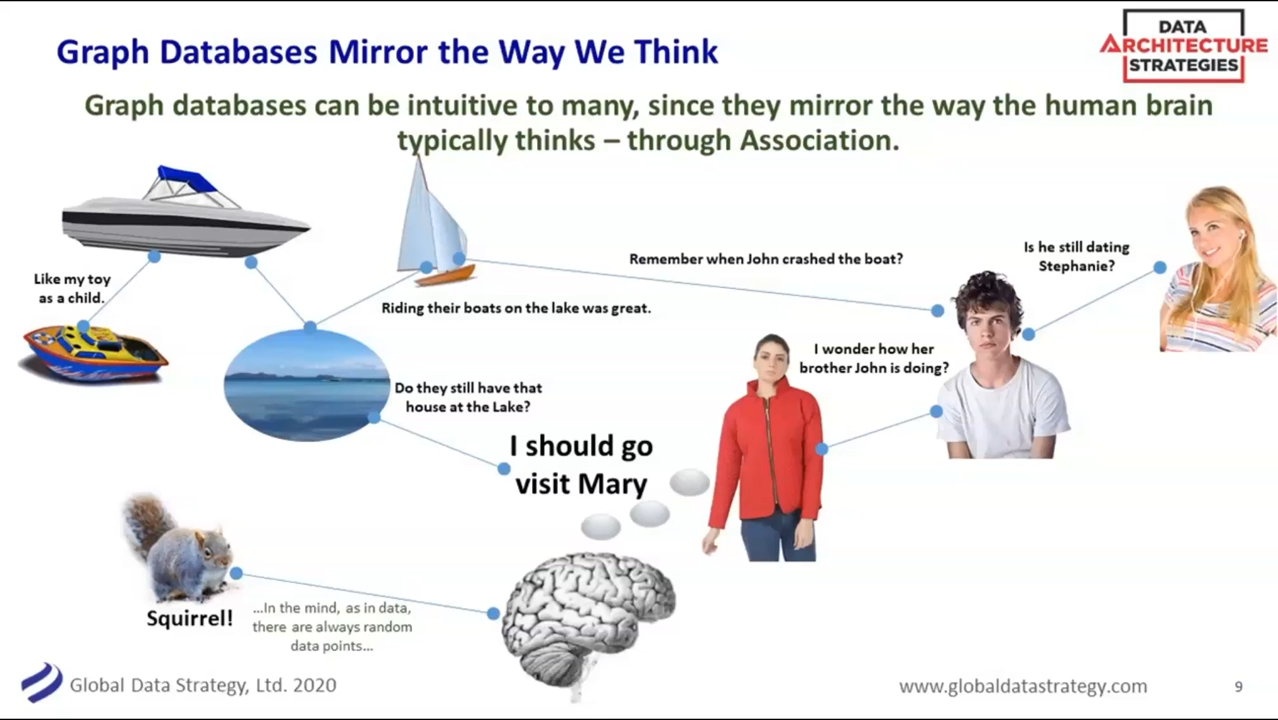 Graph Databases Mirror the Way We Think
DATA
ARCHITECTURE
STRATEGIES
Graph databases can be intuitive to many, since they mirror the way the human brain
typically thinks – through Association.
Like my toy
as a child.
Riding their boats on the lake was great.
Remember when John crashed the boat?
Is he still dating
Stephanie?
I wonder how her
brother John is doing?
Do they still have that
house at the Lake?
I should go
visit Mary
Squirrel!
...In the mind, as in data,
there are always random
data points...
Global Data Strategy, Ltd. 2020
www.globaldatastrategy.com
9